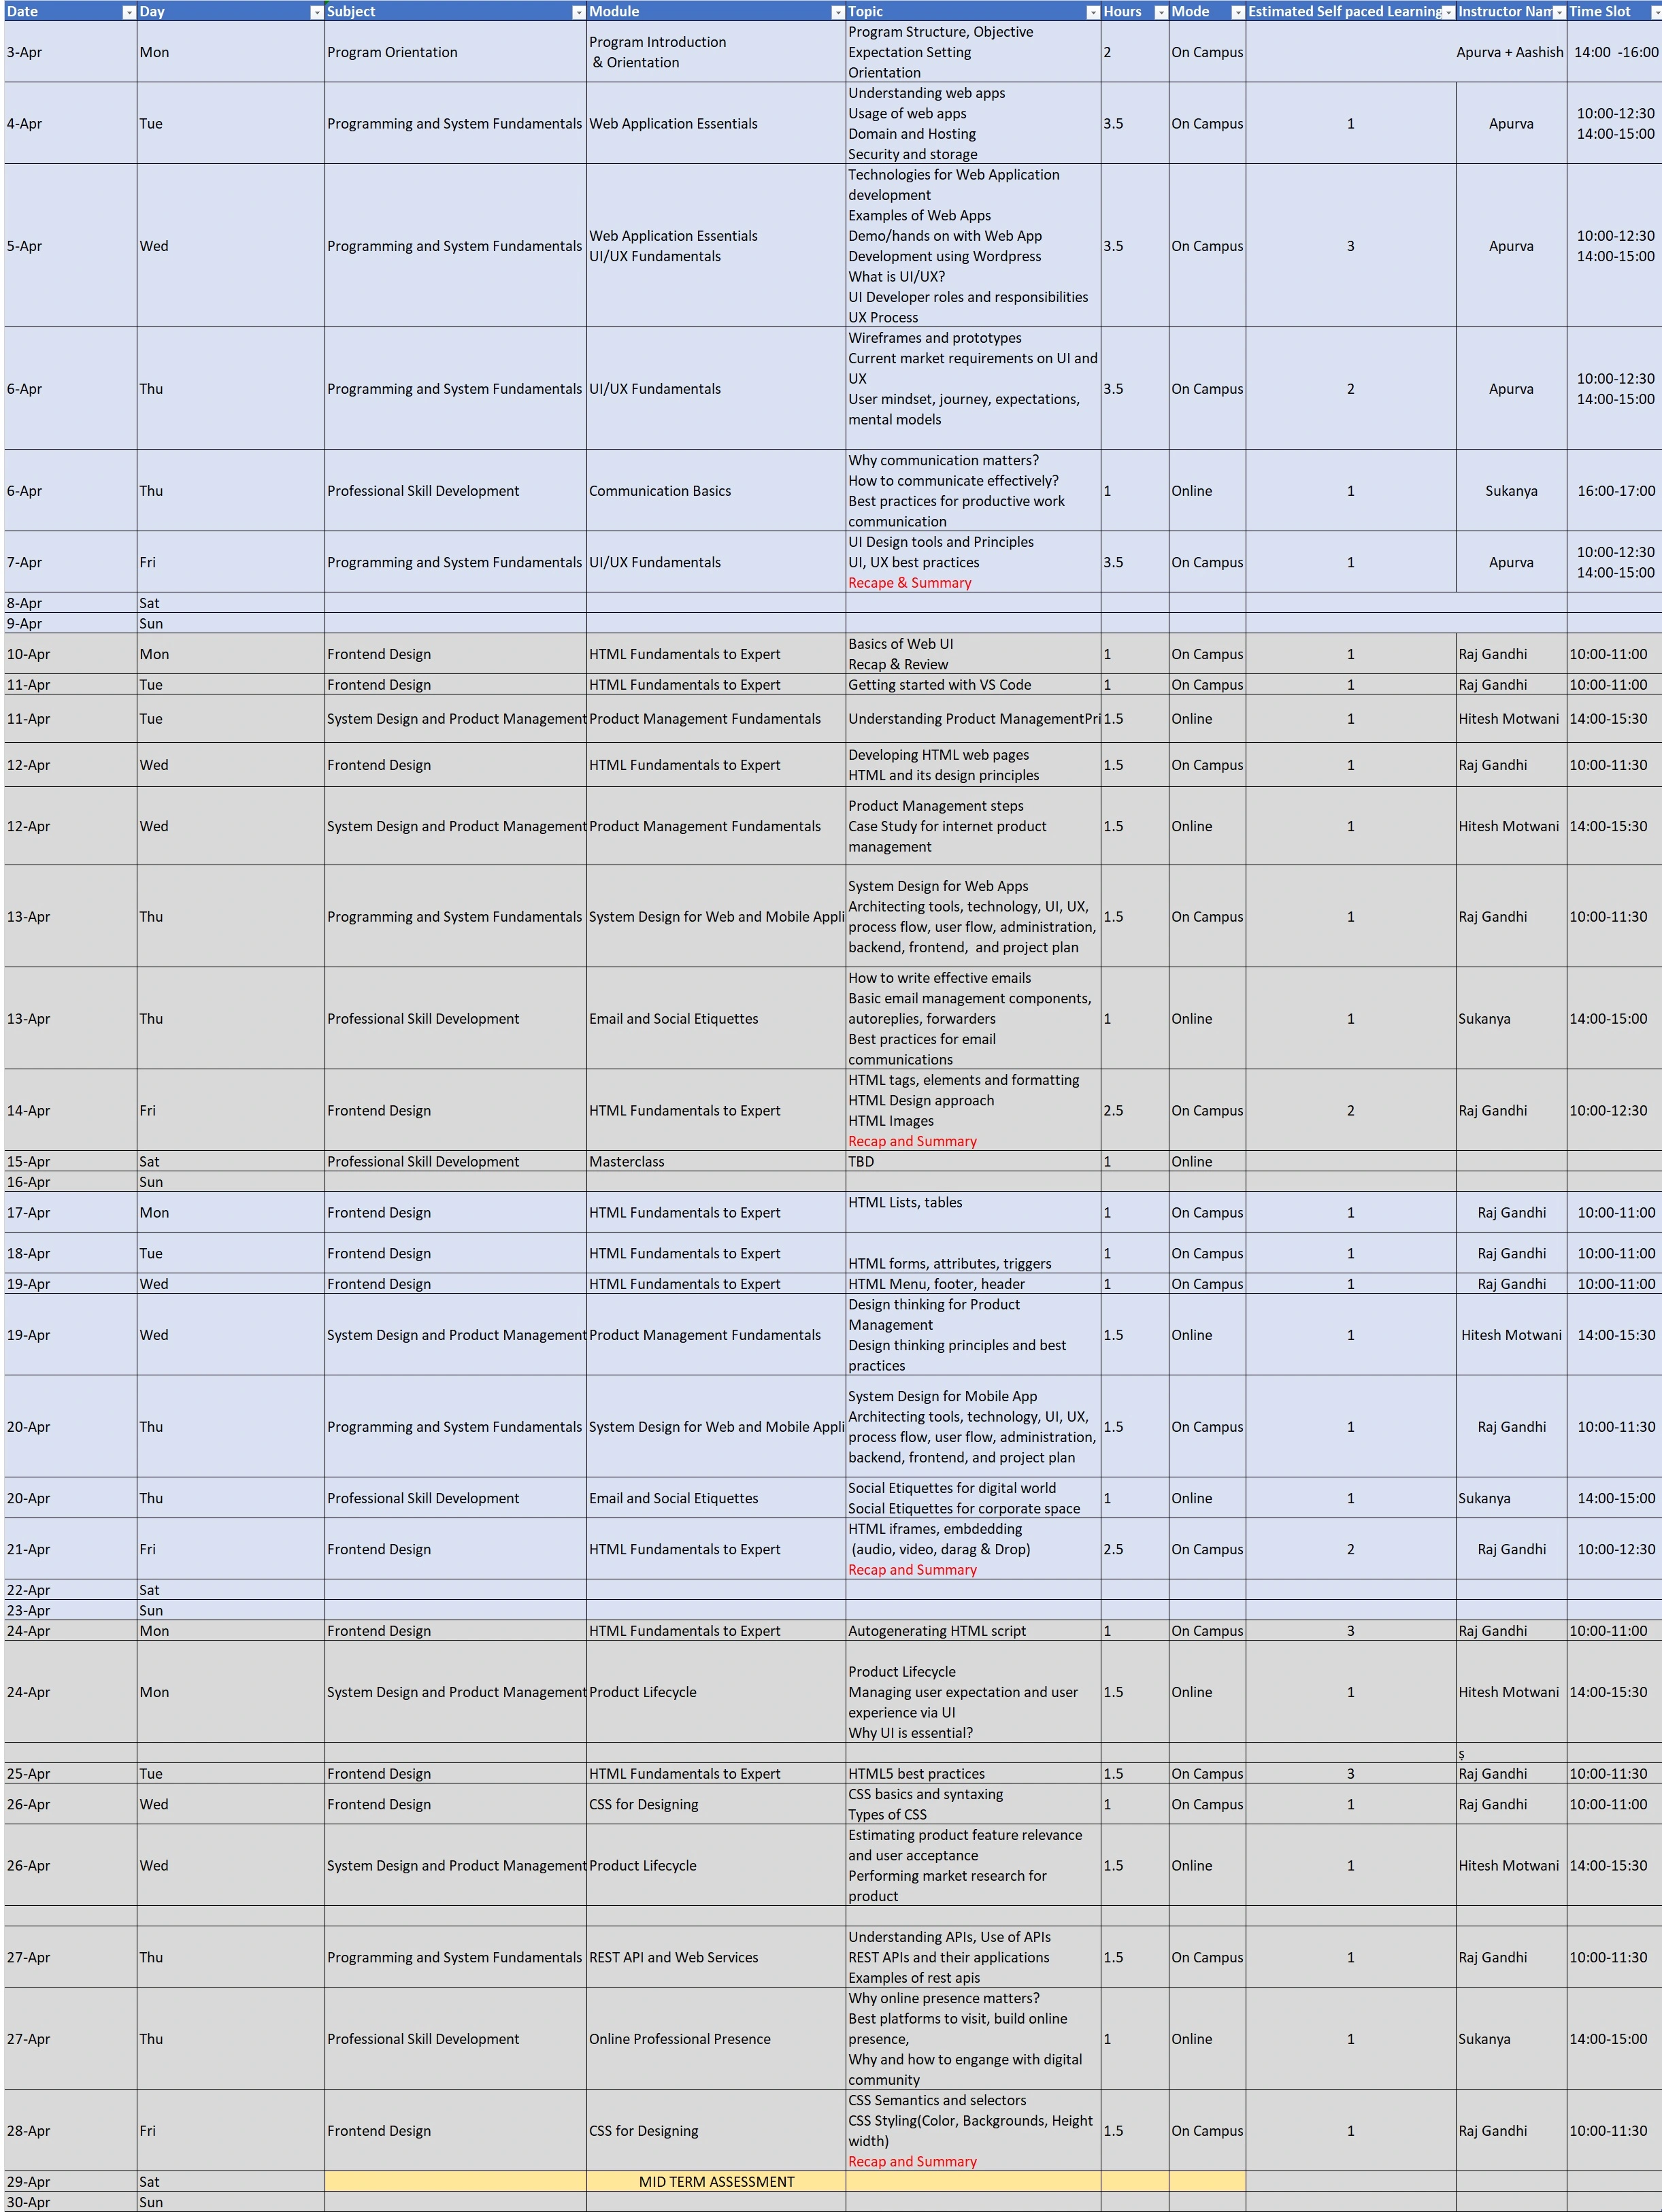 Date Day Subject Module Topic Hours Mode Estimated Self paced Learning Instructor Nam Time Slot
3-Apr Mon Program Orientation Program Introduction
& Orientation Program Structure, Objective
Expectation Setting
Orientation 2 On Campus Apurva + Aashish 14:00 -16:00
4-Apr Tue Programming and System Fundamentals Web Application Essentials Understanding web apps
Usage of web apps
Domain and Hosting
Security and storage 3.5 On Campus 1 Apurva 10:00-12:30
14:00-15:00
5-Apr Wed Programming and System Fundamentals Web Application Essentials
UI/UX Fundamentals Technologies for Web Application
development
Examples of Web Apps
Demo/hands on with Web App
Development using Wordpress
What is UI/UX?
UI Developer roles and responsibilities
UX Process 3.5 On Campus 3 Apurva 10:00-12:30
14:00-15:00
6-Apr Thu Programming and System Fundamentals UI/UX Fundamentals Wireframes and prototypes
Current market requirements on UI and
UX
User mindset, journey, expectations,
mental models 3.5 On Campus 2 Apurva 10:00-12:30
14:00-15:00
6-Apr Thu Professional Skill Development Communication Basics Why communication matters?
How to communicate effectively?
Best practices for productive work
communication 1 Online 1 Sukanya 16:00-17:00
7-Apr Fri Programming and System Fundamentals UI/UX Fundamentals UI Design tools and Principles
UI, UX best practices
Recape & Summary 3.5 On Campus 1 Apurva 10:00-12:30
14:00-15:00
8-Apr Sat
9-Apr Sun
10-Apr Mon Frontend Design HTML Fundamentals to Expert Basics of Web UI
Recap & Review 1 On Campus 1 Raj Gandhi 10:00-11:00
11-Apr Tue Frontend Design HTML Fundamentals to Expert Getting started with VS Code 1 On Campus 1 Raj Gandhi 10:00-11:00
11-Apr Tue System Design and Product Management Product Management Fundamentals Understanding Product ManagementPri 1.5 Online 1 Hitesh Motwani 14:00-15:30
12-Apr Wed Frontend Design HTML Fundamentals to Expert Developing HTML web pages
HTML and its design principles 1.5 On Campus 1 Raj Gandhi 10:00-11:30
12-Apr Wed System Design and Product Management Product Management Fundamentals Product Management steps
Case Study for internet product
management 1.5 Online 1 Hitesh Motwani 14:00-15:30
13-Apr Thu Programming and System Fundamentals System Design for Web and Mobile Appli System Design for Web Apps
Architecting tools, technology, UI, UX,
process flow, user flow, administration,
backend, frontend, and project plan 1.5 On Campus 1 Raj Gandhi 10:00-11:30
13-Apr Thu Professional Skill Development Email and Social Etiquettes How to write effective emails
Basic email management components,
autoreplies, forwarders
Best practices for email
communications 1 Online 1 Sukanya 14:00-15:00
14-Apr Fri Frontend Design HTML Fundamentals to Expert HTML tags, elements and formatting
HTML Design approach
HTML Images
Recap and Summary 2.5 On Campus 2 Raj Gandhi 10:00-12:30
15-Apr Sat Professional Skill Development Masterclass TBD 1 Online
16-Apr Sun
17-Apr Mon Frontend Design HTML Fundamentals to Expert HTML Lists, tables 1 On Campus 1 Raj Gandhi 10:00-11:00
18-Apr Tue Frontend Design HTML Fundamentals to Expert HTML forms, attributes, triggers 1 On Campus 1 Raj Gandhi 10:00-11:00
19-Apr Wed Frontend Design HTML Fundamentals to Expert HTML Menu, footer, header 1 On Campus 1 Raj Gandhi 10:00-11:00
19-Apr Wed System Design and Product Management Product Management Fundamentals Design thinking for Product
Management
Design thinking principles and best
practices 1.5 Online 1 Hitesh Motwani 14:00-15:30
20-Apr Thu Programming and System Fundamentals System Design for Web and Mobile Appli System Design for Mobile App
Architecting tools, technology, UI, UX,
process flow, user flow, administration,
backend, frontend, and project plan 1.5 On Campus 1 Raj Gandhi 10:00-11:30
20-Apr Thu Professional Skill Development Email and Social Etiquettes Social Etiquettes for digital world
Social Etiquettes for corporate space 1 Online 1 Sukanya 14:00-15:00
21-Apr Fri Frontend Design HTML Fundamentals to Expert HTML iframes, embdedding
(audio, video, darag & Drop)
Recap and Summary 2.5 On Campus 2 Raj Gandhi 10:00-12:30
22-Apr Sat
23-Apr Sun
24-Apr Mon Frontend Design HTML Fundamentals to Expert Autogenerating HTML script 1 On Campus 3 Raj Gandhi 10:00-11:00
24-Apr Mon System Design and Product Management Product Lifecycle Product Lifecycle
Managing user expectation and user
experience via UI
Why UI is essential? 1.5 Online 1 Hitesh Motwani 14:00-15:30
ș
25-Apr Tue Frontend Design HTML Fundamentals to Expert HTML5 best practices 1.5 On Campus 3 Raj Gandhi 10:00-11:30
26-Apr Wed Frontend Design CSS for Designing CSS basics and syntaxing
Types of CSS 1 On Campus 1 Raj Gandhi 10:00-11:00
26-Apr Wed System Design and Product Management Product Lifecycle Estimating product feature relevance
and user acceptance
Performing market research for
product 1.5 Online 1 Hitesh Motwani 14:00-15:30
27-Apr Thu Programming and System Fundamentals REST API and Web Services Understanding APIs, Use of APIs
REST APIs and their applications
Examples of rest apis 1.5 On Campus 1 Raj Gandhi 10:00-11:30
27-Apr Thu Professional Skill Development Online Professional Presence Why online presence matters?
Best platforms to visit, build online
presence,
Why and how to engange with digital
community 1 Online 1 Sukanya 14:00-15:00
28-Apr Fri Frontend Design CSS for Designing CSS Semantics and selectors
CSS Styling(Color, Backgrounds, Height
width)
Recap and Summary 1.5 On Campus 1 Raj Gandhi 10:00-11:30
29-Apr Sat MID TERM ASSESSMENT
30-Apr Sun